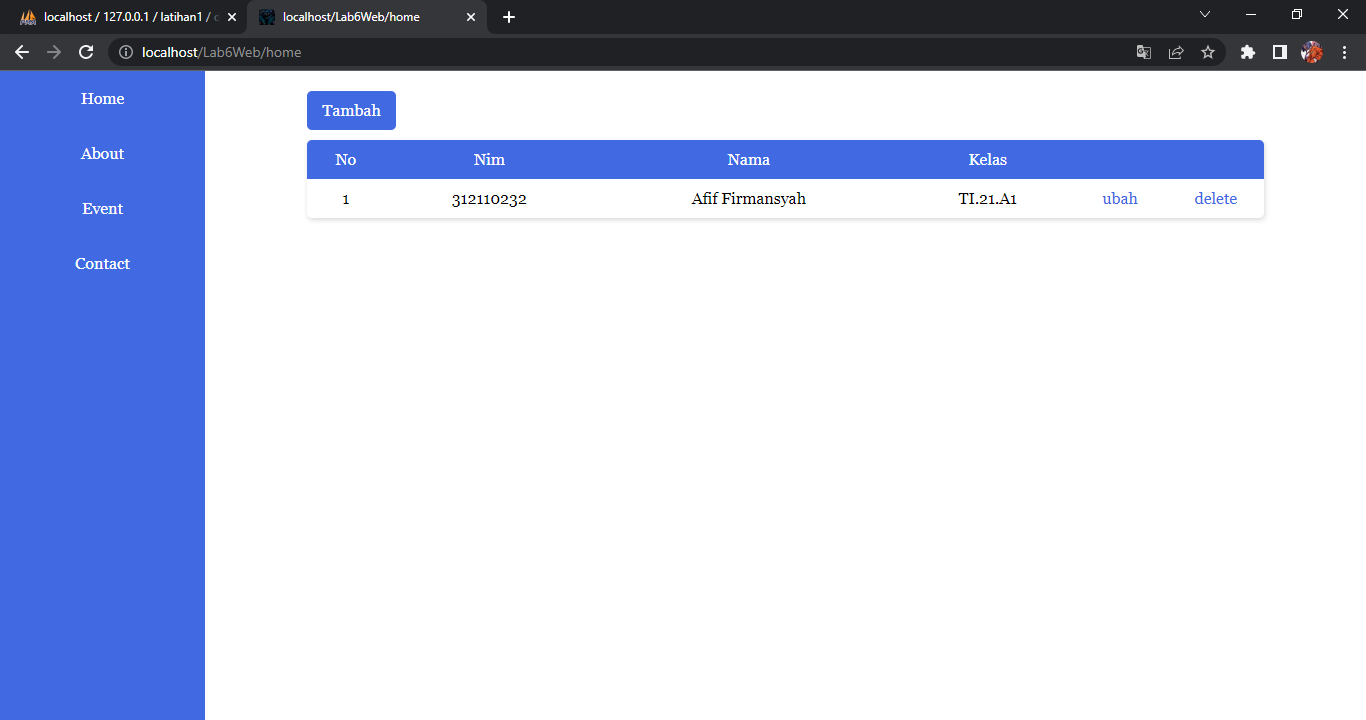 localhost / 127.0.0.1 / latihan1 /
localhost/Lab6Web/home
localhost/Lab6Web/home
Home
About
Event
Contact
Tambah
No Nim Nama Kelas
1 312110232 Afif Firmansyah TI.21.A1 ubah delete